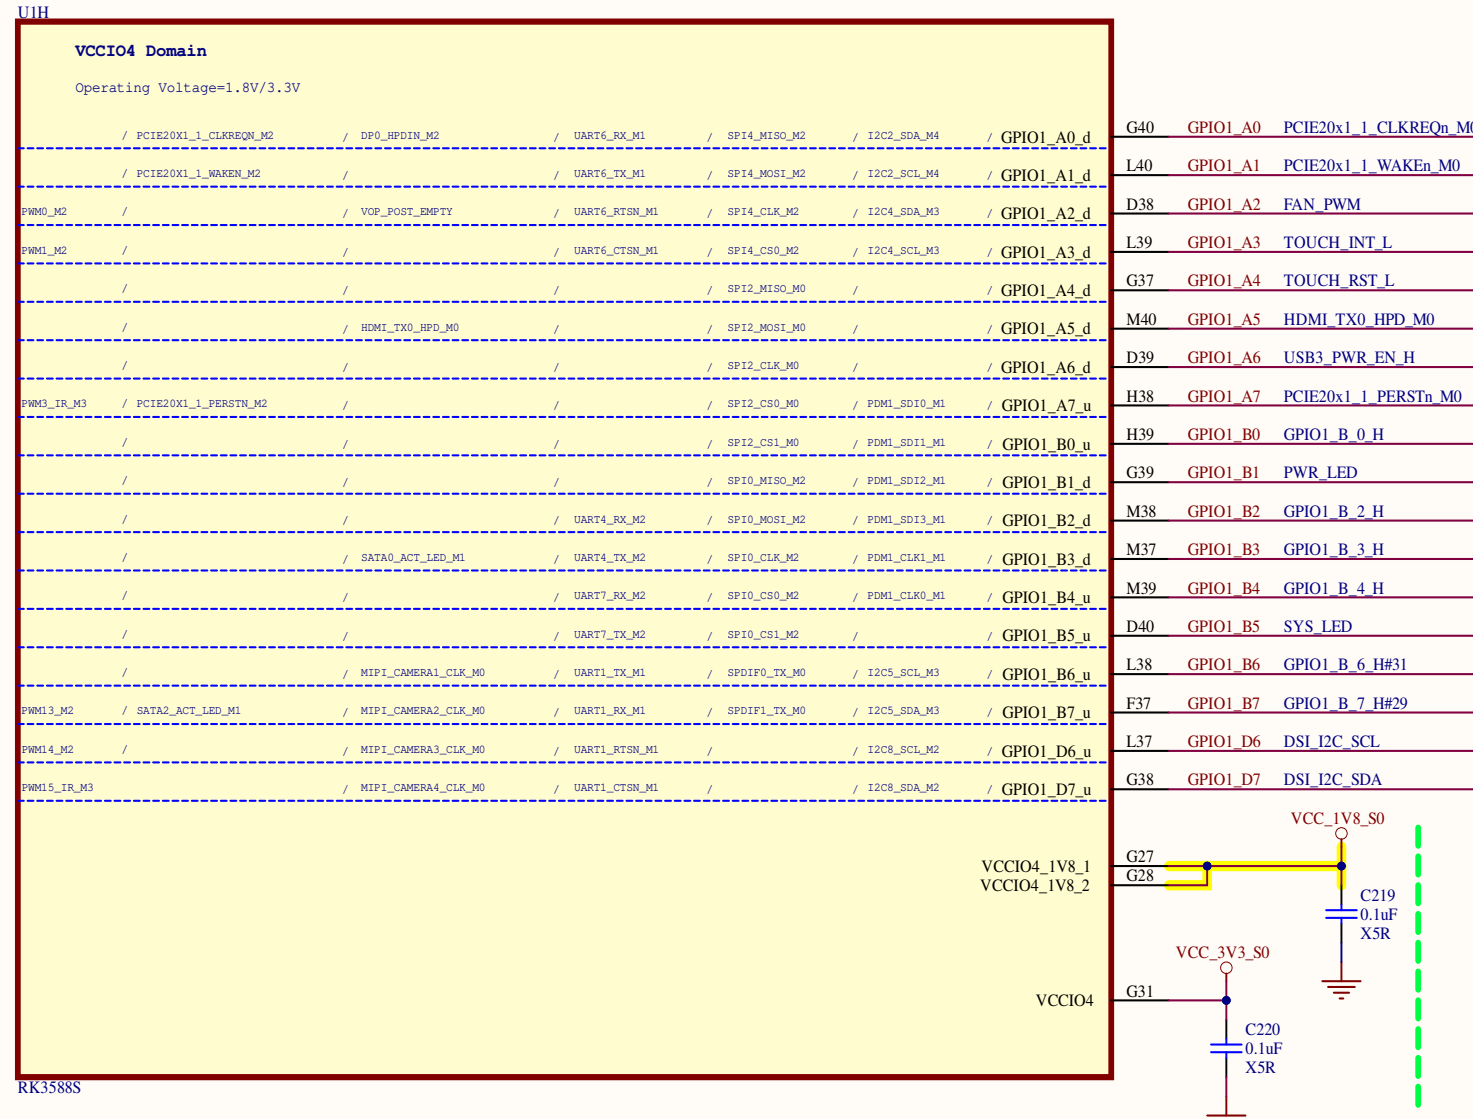 U1H
VCCIO4 Domain
Operating Voltage=1.8V/3.3V
/ PCIE20X1_1_CLKREQN_M2 / DP0_HPDIN_M2 / UART6_RX_M1 / SPI4_MISO_M2 / I2C2_SDA_M4 / GPIO1_A0_d G40 GPIO1_A0 PCIE20x1_1_CLKREQn_M0
/ PCIE20X1_1_WAKEN_M2 / UART6_TX_M1 / SPI4_MOSI_M2 / I2C2_SCL_M4 / GPIO1_A1_d L40 GPIO1_A1 PCIE20x1_1_WAKEn_M0
PWM0_M2 / / VOP_POST_EMPTY / UART6_RTSN_M1 / SPI4_CLK_M2 / I2C4_SDA_M3 / GPIO1_A2_d D38 GPIO1_A2 FAN_PWM
PWM1_M2 / / / UART6_CTSN_M1 / SPI4_CS0_M2 / I2C4_SCL_M3 / GPIO1_A3_d L39 GPIO1_A3 TOUCH_INT_L
/ / / / SPI2_MISO_M0 / / GPIO1_A4_d G37 GPIO1_A4 TOUCH_RST_L
/ / HDMI_TX0_HPD_M0 / / SPI2_MOSI_M0 / / GPIO1_A5_d M40 GPIO1_A5 HDMI_TX0_HPD_M0
/ / / / SPI2_CLK_M0 / / GPIO1_A6_d D39 GPIO1_A6 USB3_PWR_EN_H
PWM3_IR_M3 / PCIE20X1_1_PERSTN_M2 / / / SPI2_CS0_M0 / PDM1_SDI0_M1 / GPIO1_A7_u H38 GPIO1_A7 PCIE20x1_1_PERSTn_M0
/ / / / SPI2_CS1_M0 / PDM1_SDI1_M1 / GPIO1_B0_u H39 GPIO1_B0 GPIO1_B_0_H
/ / / / SPI0_MISO_M2 / PDM1_SDI2_M1 / GPIO1_B1_d G39 GPIO1_B1 PWR_LED
/ / / UART4_RX_M2 / SPI0_MOSI_M2 / PDM1_SDI3_M1 / GPIO1_B2_d M38 GPIO1_B2 GPIO1_B_2_H
/ / SATA0_ACT_LED_M1 / UART4_TX_M2 / SPI0_CLK_M2 / PDM1_CLK1_M1 / GPIO1_B3_d M37 GPIO1_B3 GPIO1_B_3_H
/ / / UART7_RX_M2 / SPI0_CS0_M2 / PDM1_CLK0_M1 / GPIO1_B4_u M39 GPIO1_B4 GPIO1_B_4_H
/ / / UART7_TX_M2 / SPI0_CS1_M2 / / GPIO1_B5_u D40 GPIO1_B5 SYS_LED
/ / MIPI_CAMERA1_CLK_M0 / UART1_TX_M1 / SPDIF0_TX_M0 / I2C5_SCL_M3 / GPIO1_B6_u L38 GPIO1_B6 GPIO1_B_6_H#31
PWM13_M2 / SATA2_ACT_LED_M1 / MIPI_CAMERA2_CLK_M0 / UART1_RX_M1 / SPDIF1_TX_M0 / I2C5_SDA_M3 / GPIO1_B7_u F37 GPIO1_B7 GPIO1_B_7_H#29
PWM14_M2 / / MIPI_CAMERA3_CLK_M0 / UART1_RTSN_M1 / / I2C8_SCL_M2 / GPIO1_D6_u L37 GPIO1_D6 DSI_I2C_SCL
PWM15_IR_M3 / MIPI_CAMERA4_CLK_M0 / UART1_CTSN_M1 / / I2C8_SDA_M2 / GPIO1_D7_u G38 GPIO1_D7 DSI_I2C_SDA
VCC_1V8_S0
VCCIO4_1V8_1 G27
VCCIO4_1V8_2 G28
C219
0.1uF
X5R
VCC_3V3_S0
VCCIO4 G31
C220
0.1uF
X5R
RK3588S